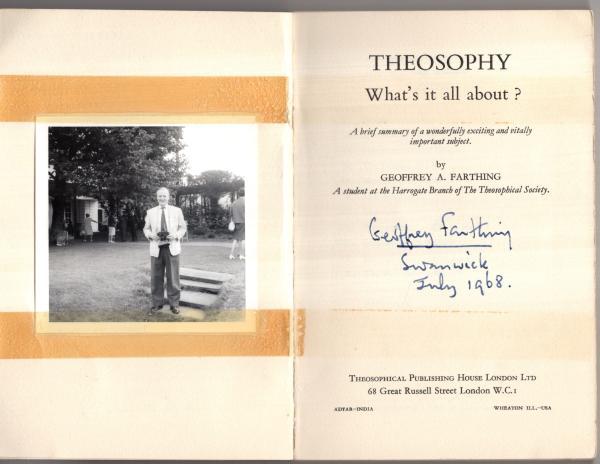 THEOSOPHY
What's it all about?
A brief summary of a wonderfully exciting and vitally
important subject.
by
GEOFFREY A. FARTHING
A student at the Harrogate Branch of The Theosophical Society.
Geoffrey Farthing
Swanwick
July 1968.
THEOSOPHICAL PUBLISHING HOUSE LONDON LTD
68 Great Russell Street London W.C.1
ADYAR–INDIA WHEATON ILL.–USA